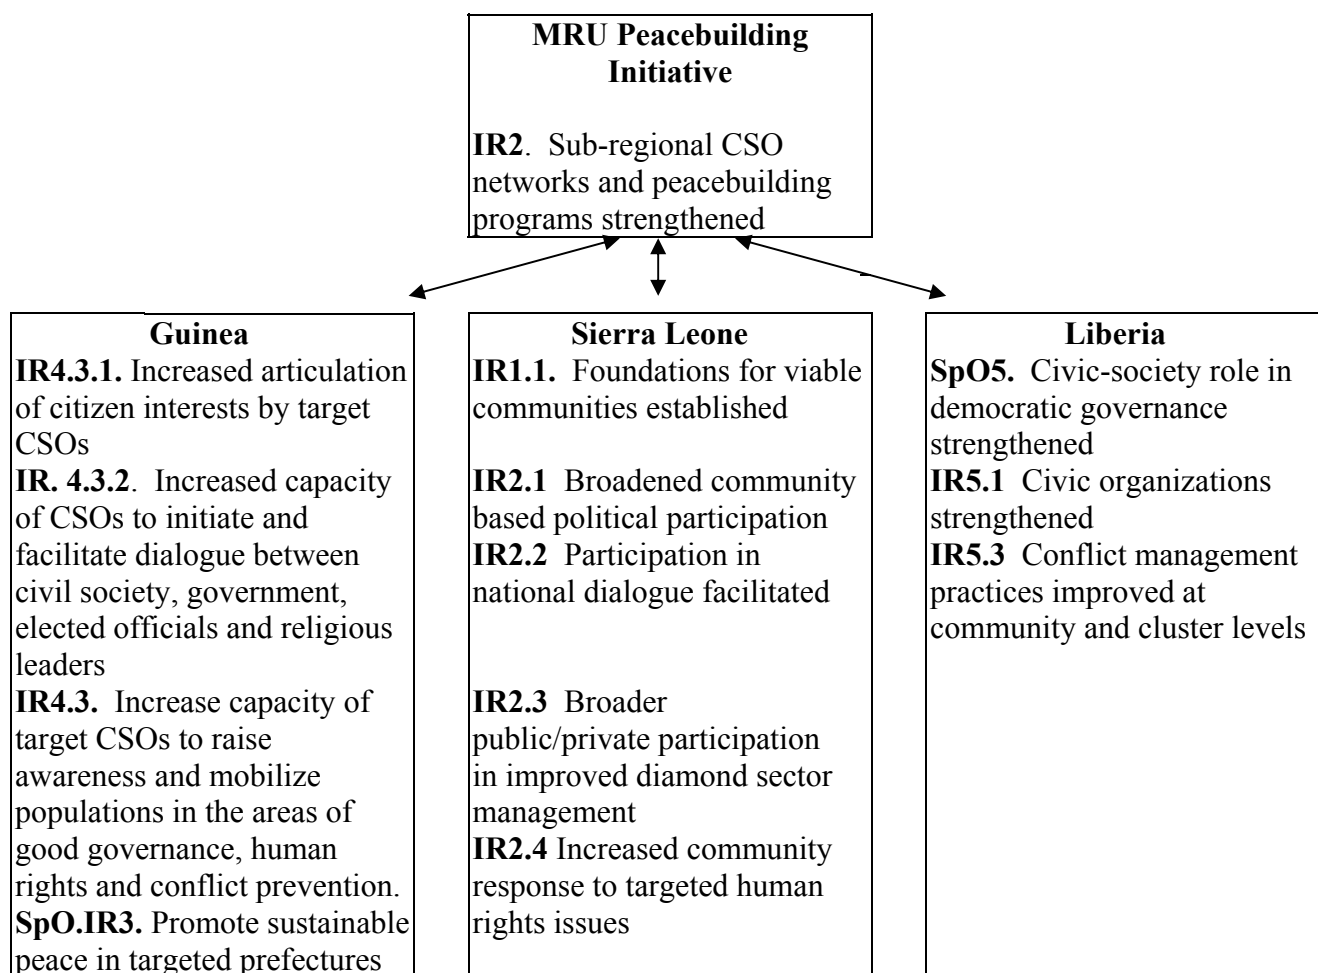 MRU Peacebuilding
Initiative
IR2. Sub-regional CSO
networks and peacebuilding
programs strengthened
Guinea
IR4.3.1. Increased articulation
of citizen interests by target
CSOs
IR. 4.3.2. Increased capacity
of CSOs to initiate and
facilitate dialogue between
civil society, government,
elected officials and religious
leaders
IR4.3. Increase capacity of
target CSOs to raise
awareness and mobilize
populations in the areas of
good governance, human
rights and conflict prevention.
SpO.IR3. Promote sustainable
peace in targeted prefectures
Sierra Leone
IR1.1. Foundations for viable
communities established
IR2.1 Broadened community
based political participation
IR2.2 Participation in
national dialogue facilitated
IR2.3 Broader
public/private participation
in improved diamond sector
management
IR2.4 Increased community
response to targeted human
rights issues
Liberia
SpO5. Civic-society role in
democratic governance
strengthened
IR5.1 Civic organizations
strengthened
IR5.3 Conflict management
practices improved at
community and cluster levels